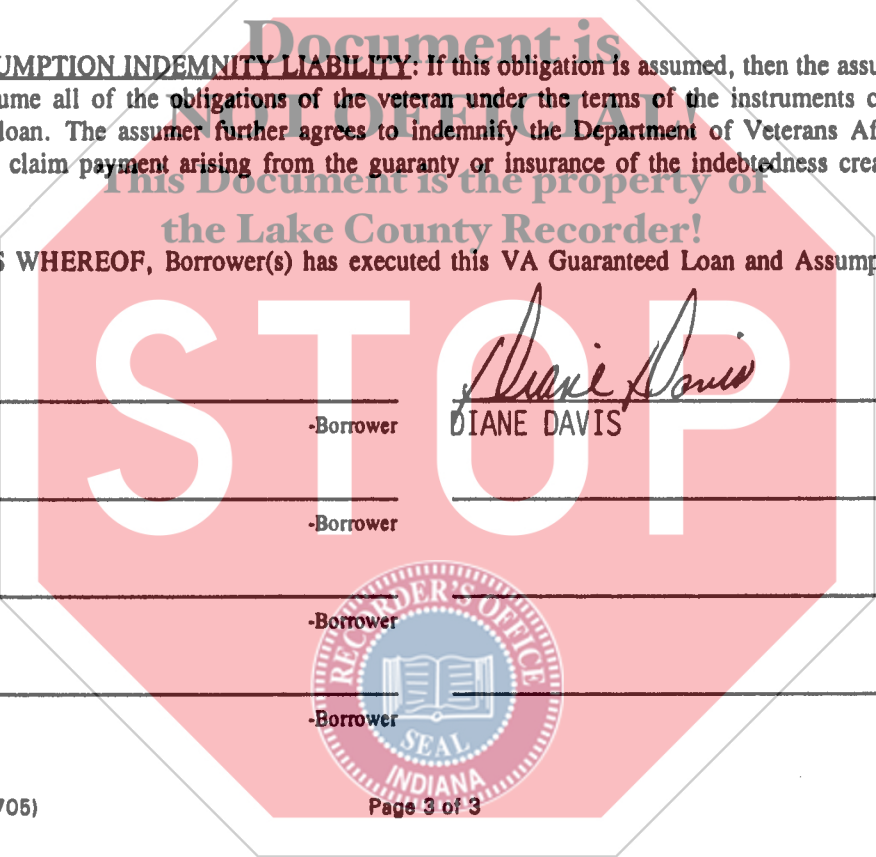 Document is
UMPTION INDEMNITY LIABILITY: If this obligation is assumed, then the assu
NOT OFFICIAL!
ume all of the obligations of the veteran under the terms of the instruments c
loan. The assumer further agrees to indemnify the Department of Veterans Af
claim payment arising from the guaranty or insurance of the indebtedness crea
This Document is the property of
the Lake County Recorder!
S WHEREOF, Borrower(s) has executed this VA Guaranteed Loan and Assump
STOP
Diane Davis
-Borrower DIANE DAVIS
-Borrower
-Borrower
-Borrower
RECORDER'S OFFICE
SEAL
INDIANA
705) Page 3 of 3